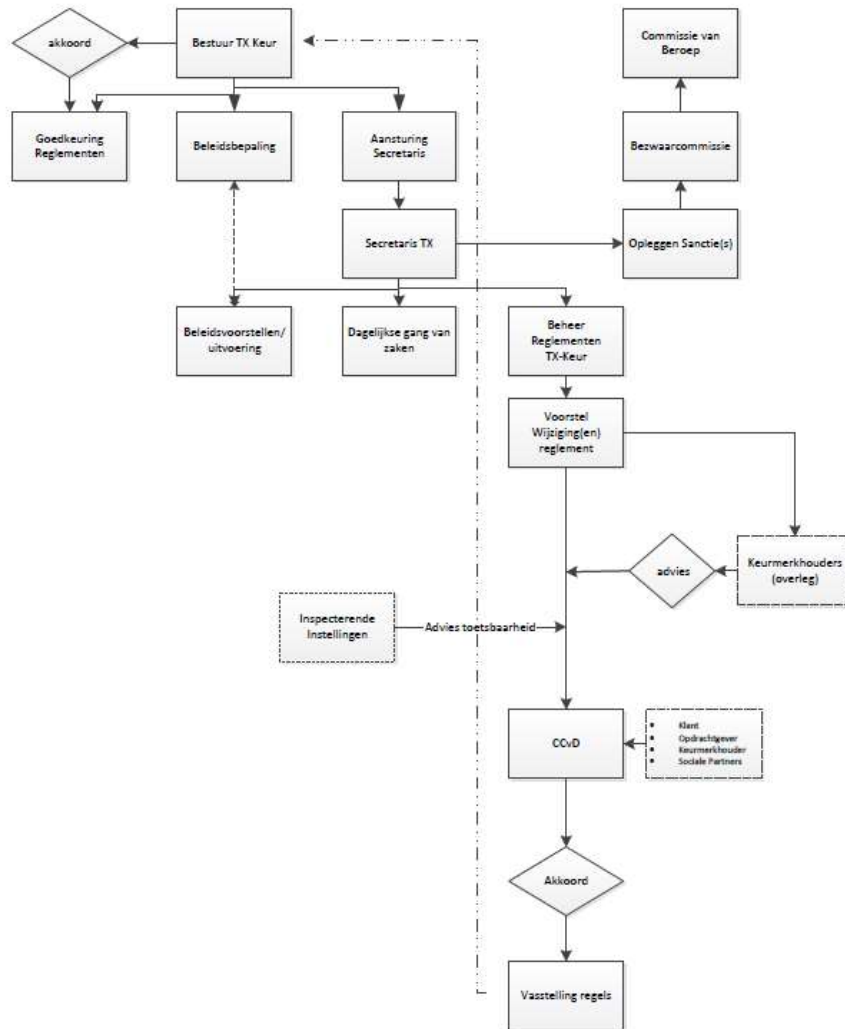 akkoord
Bestuur TX Keur
Commissie van
Beroep
Goedkeuring
Reglementen
Beleidsbepaling
Aansturing
Secretaris
Bezwaarcommissie
Secretaris TX
Opleggen Sanctie(s)
Beleidsvoorstellen/
uitvoering
Dagelijkse gang van
zaken
Beheer
Reglementen
TX-Keur
Voorstel
Wijziging(en)
reglement
advies
Keurmerkhouders
(overleg)
Inspecterende
Instellingen
Advies toetsbaarheid
CCvD
• Klant
• Opdrachtgever
• Keurmerkhouder
• Sociale Partners
Akkoord
Vasstelling regels